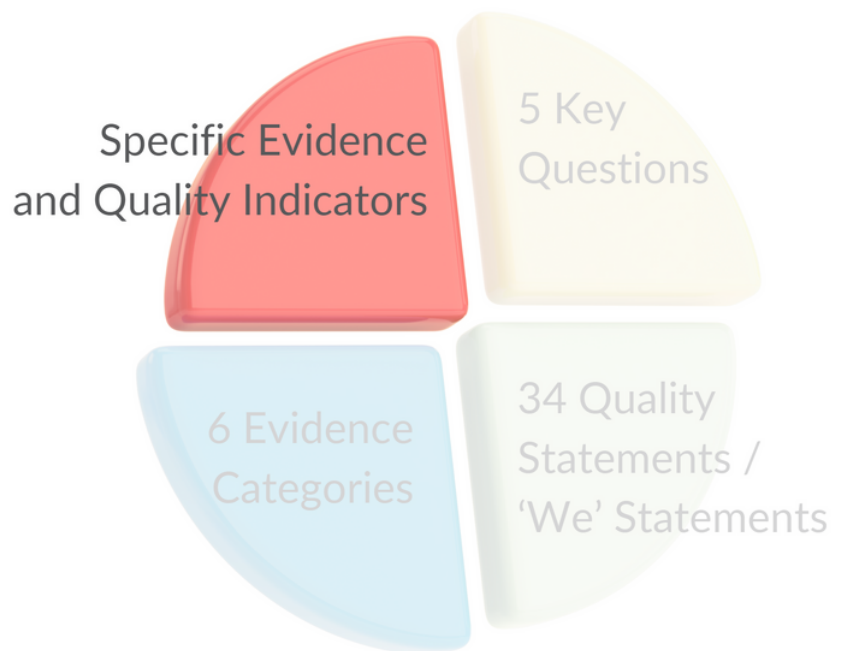 Specific Evidence
and Quality Indicators
5 Key
Questions
6 Evidence
Categories
34 Quality
Statements /
‘We’ Statements